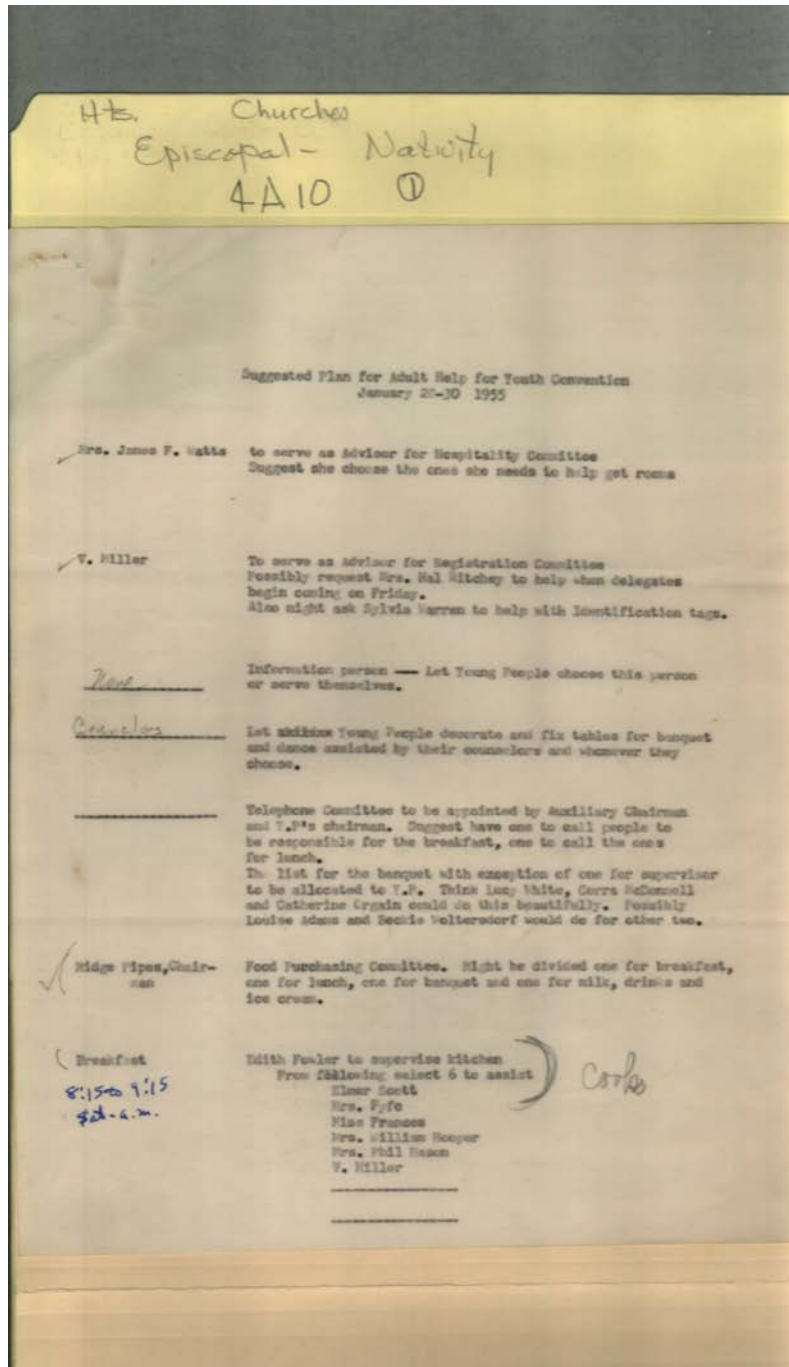 Hts. Churches
Episcopal - Nativity
4A10 ①
Suggested Plan for Adult Help for Youth Convention
January 28-30 1955
Mrs. James F. Watts to serve as Advisor for Hospitality Committee
Suggest she choose the ones she needs to help get rooms
V. Miller To serve as Advisor for Registration Committee
Possibly request Mrs. Hal Ritchey to help when delegates
begin coming on Friday.
Also might ask Sylvia Warren to help with Identification tags.
None Information person -- Let Young People choose this person
or serve themselves.
Counselors Let Young People decorate and fix tables for banquet
and dance assisted by their counselors and whomever they
choose.
Telephone Committee to be appointed by Auxiliary Chairman
and Y.P's chairman. Suggest have one to call people to
be responsible for the breakfast, one to call the ones
for lunch.
The list for the banquet with exception of one for supervisor
to be allocated to Y.P. Think Lucy White, Corra McDonnell
and Catherine Orgain could do this beautifully. Possibly
Louise Adams and Beckie Woltersdorf would do for other two.
Midge Pipes, Chair- Food Purchasing Committee. Might be divided one for breakfast,
man one for lunch, one for banquet and one for milk, drinks and
ice cream.
Breakfast Edith Fowler to supervise kitchen
8:15 to 9:15 From following select 6 to assist Cooks
Sat - a.m. Elmer Scott
Mrs. Fyfe
Miss Frances
Mrs. William Hooper
Mrs. Phil Mason
V. Miller